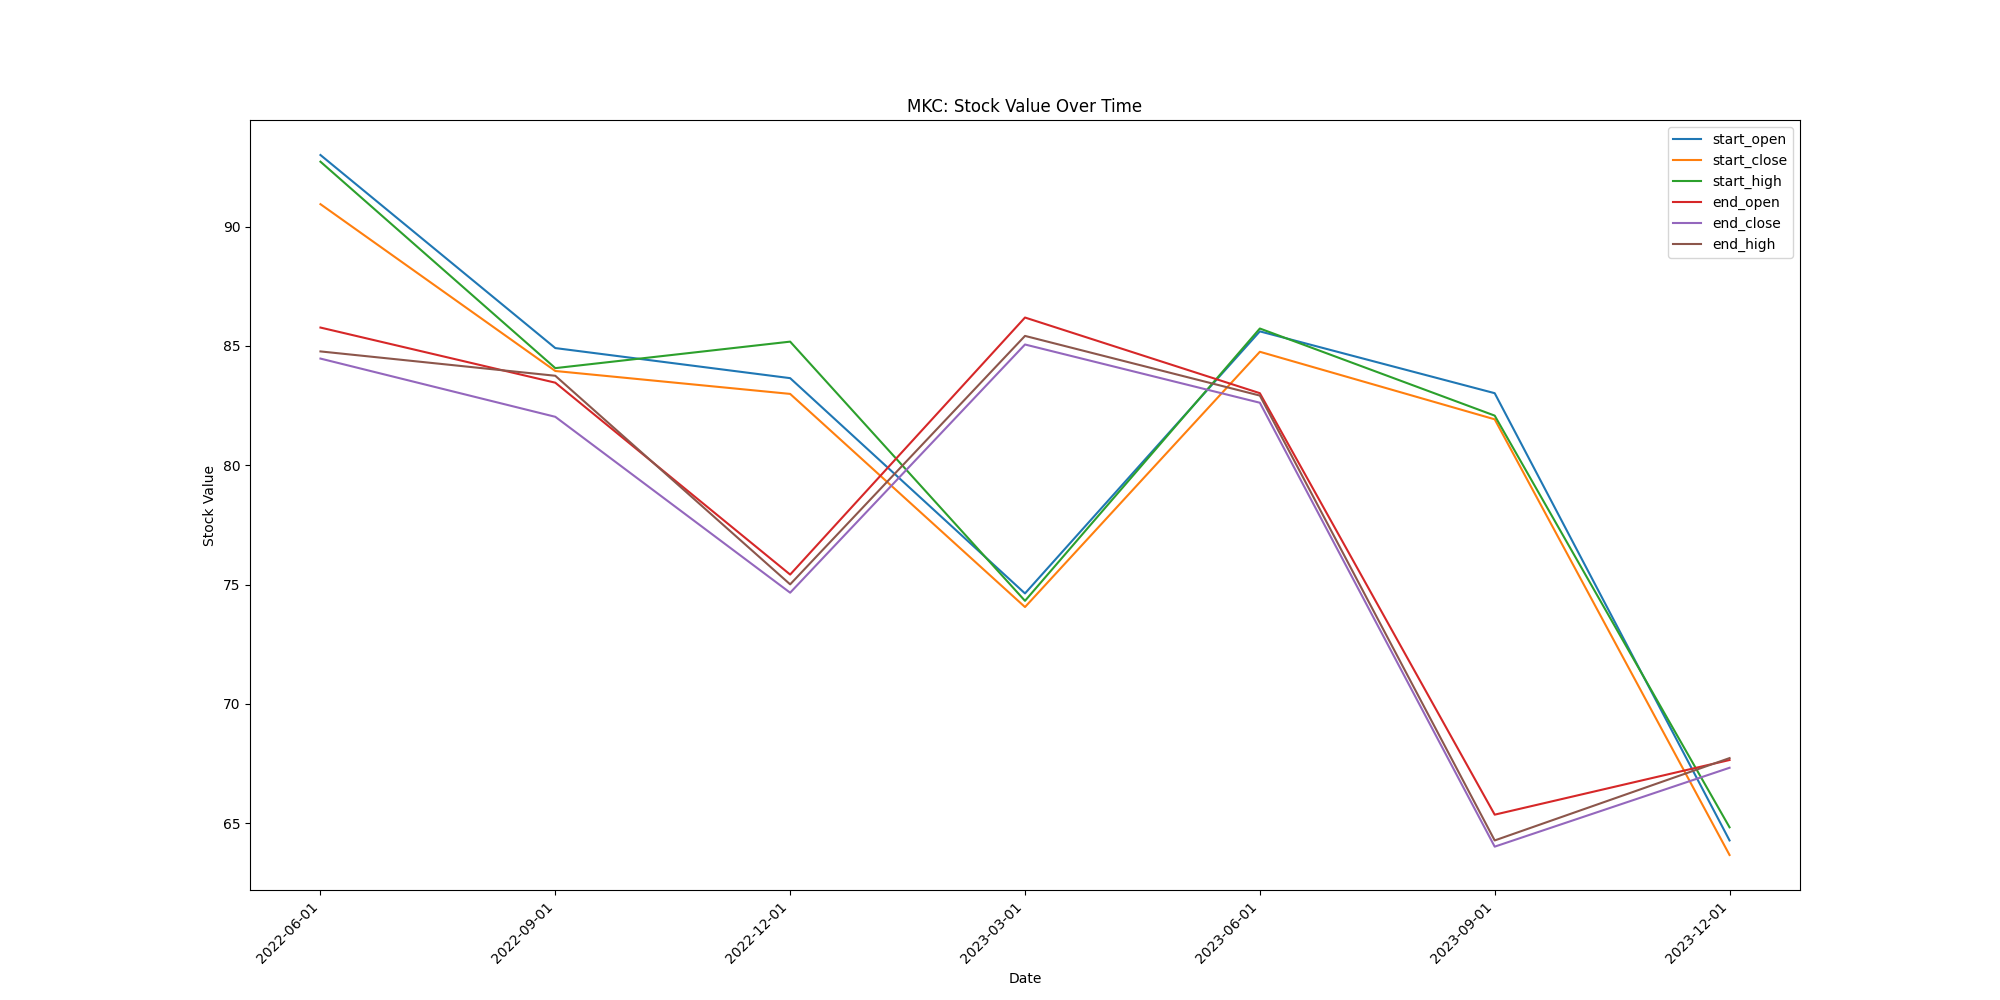 MKC: Stock Value Over Time
start_open
start_close
start_high
end_open
end_close
end_high
Stock Value
90
85
80
75
70
65
2022-06-01
2022-09-01
2022-12-01
2023-03-01
2023-06-01
2023-09-01
2023-12-01
Date